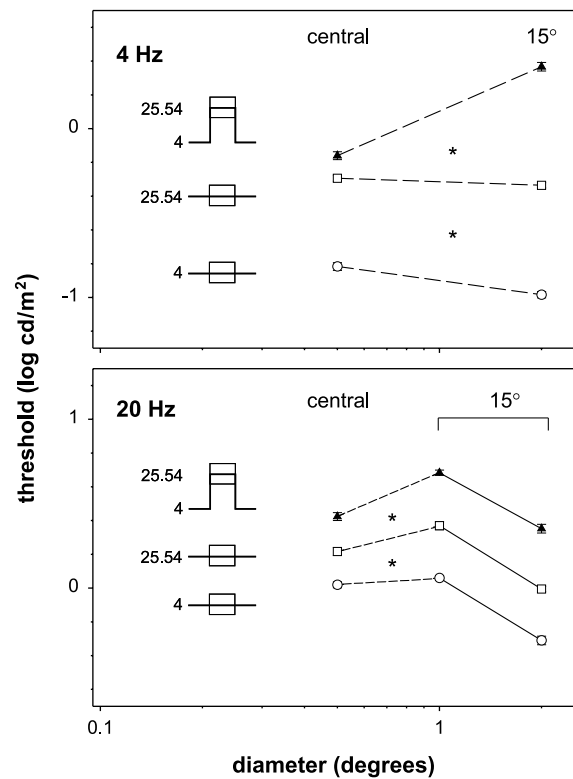 central 15°
4 Hz
25.54
0
4
*
25.54
*
4
-1
threshold (log cd/m²)
20 Hz
central 15°
1
25.54
4
*
25.54
*
0
4
0.1 1
diameter (degrees)